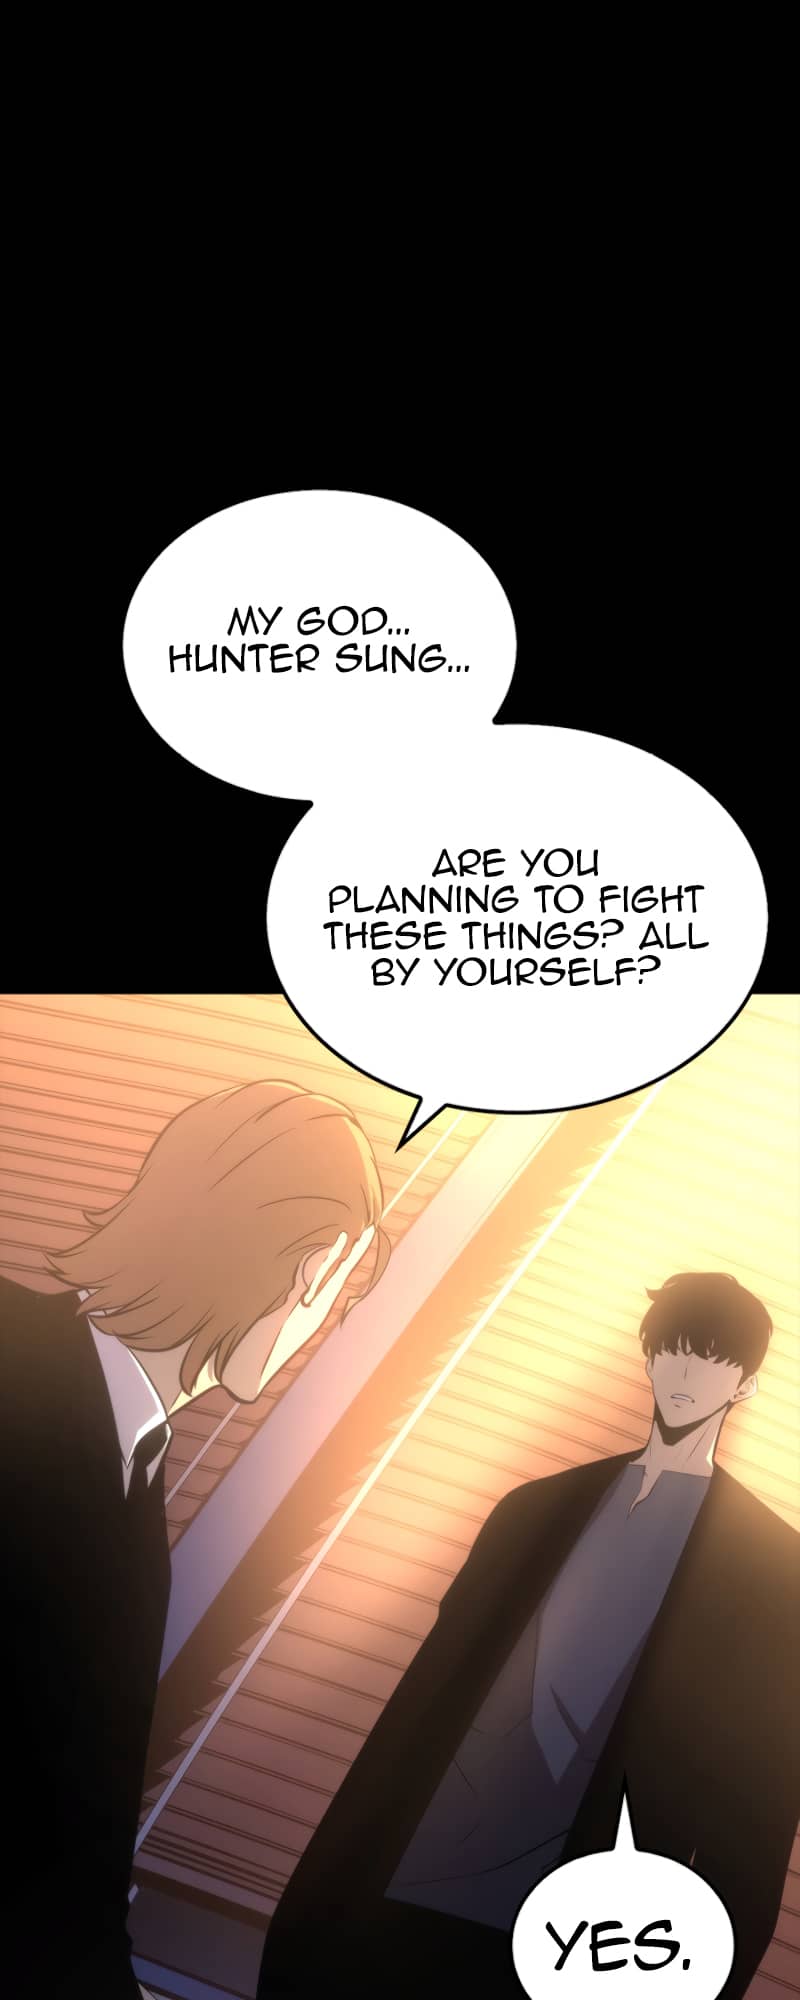 MY GOD...
HUNTER SUNG...
ARE YOU
PLANNING TO FIGHT
THESE THINGS? ALL
BY YOURSELF?
YES.